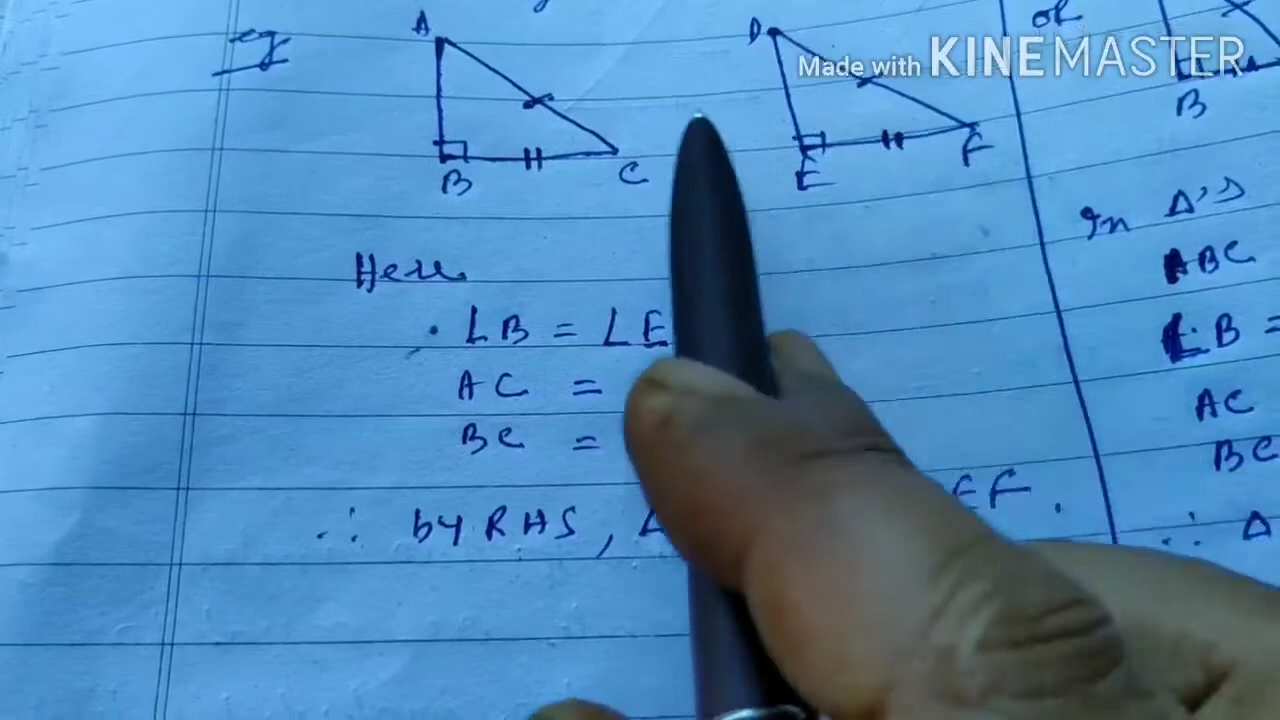 eg
A
B
C
D
E
F
Made with KINEMASTER
or
B
Here
∠B = ∠E
AC =
BC =
∴ by RHS, Δ EF.
In Δ's
ABC
∠B =
AC
BC
∴ Δ